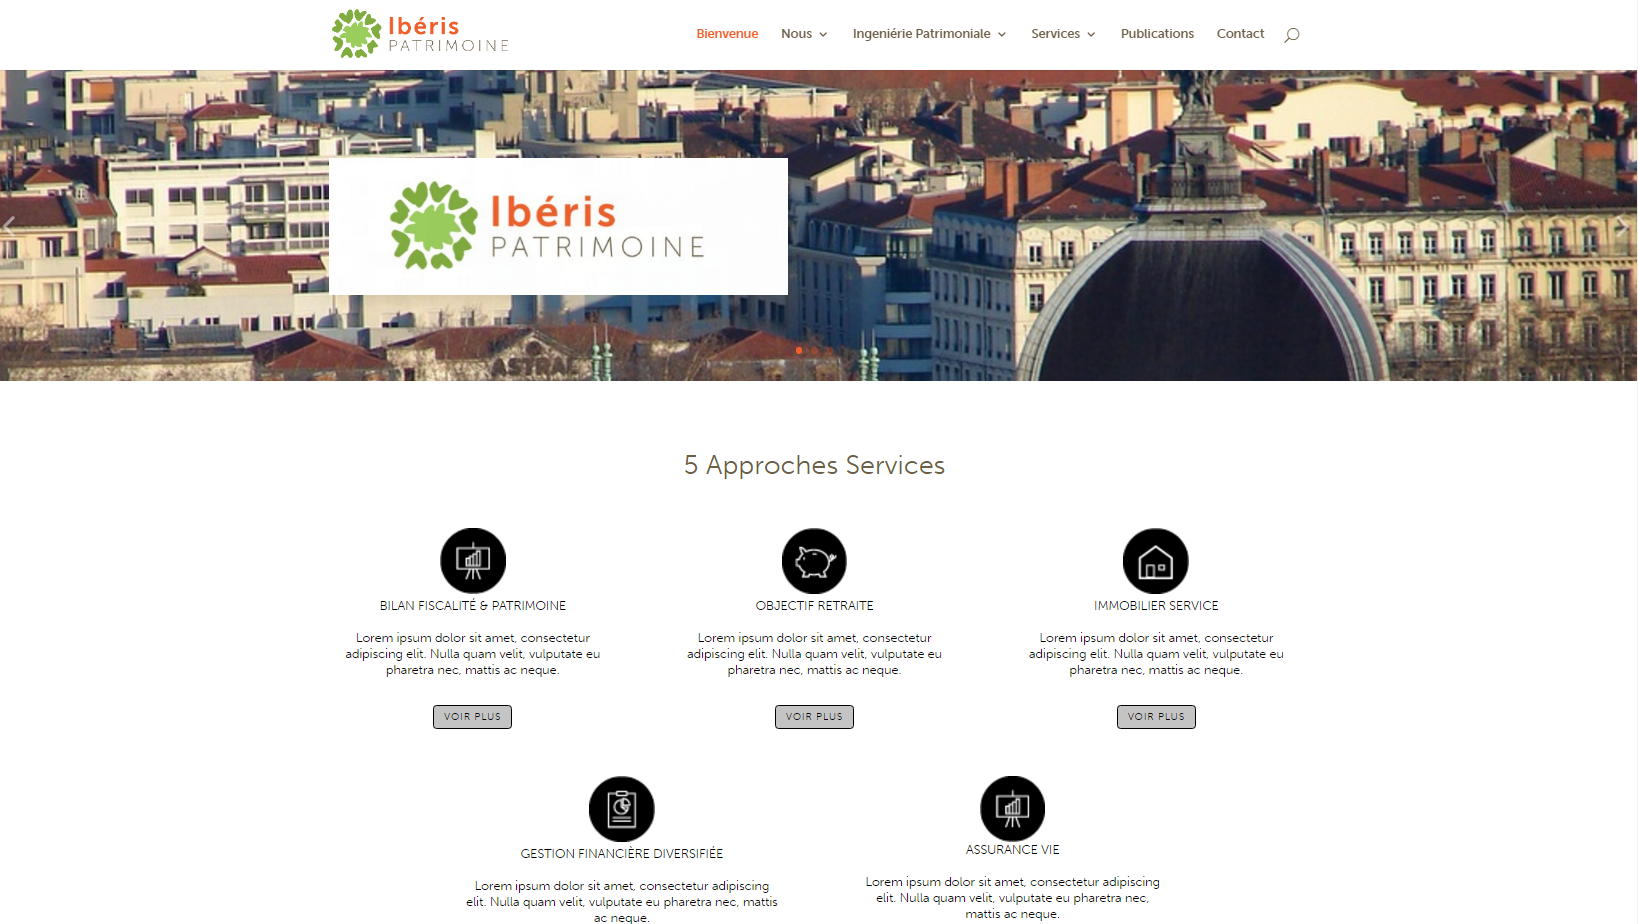 Ibéris
PATRIMOINE
Bienvenue
Nous
Ingeniérie Patrimoniale
Services
Publications
Contact
Ibéris
PATRIMOINE
5 Approches Services
BILAN FISCALITÉ & PATRIMOINE
Lorem ipsum dolor sit amet, consectetur
adipiscing elit. Nulla quam velit, vulputate eu
pharetra nec, mattis ac neque.
VOIR PLUS
OBJECTIF RETRAITE
Lorem ipsum dolor sit amet, consectetur
adipiscing elit. Nulla quam velit, vulputate eu
pharetra nec, mattis ac neque.
VOIR PLUS
IMMOBILIER SERVICE
Lorem ipsum dolor sit amet, consectetur
adipiscing elit. Nulla quam velit, vulputate eu
pharetra nec, mattis ac neque.
VOIR PLUS
GESTION FINANCIÈRE DIVERSIFIÉE
Lorem ipsum dolor sit amet, consectetur adipiscing
elit. Nulla quam velit, vulputate eu pharetra nec, mattis
ac neque.
ASSURANCE VIE
Lorem ipsum dolor sit amet, consectetur adipiscing
elit. Nulla quam velit, vulputate eu pharetra nec,
mattis ac neque.